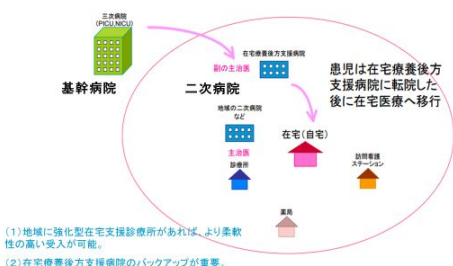 三次病院
(PICU,NICU)
基幹病院
副の主治医
在宅療養後方支援病院
二次病院
地域の二次病院
など
主治医
診療所
在宅(自宅)
患児は在宅療養後方
支援病院に転院した
後に在宅医療へ移行
訪問看護
ステーション
薬局
(1)地域に強化型在宅支援診療所があれば、より柔軟
性の高い受入が可能。
(2)在宅療養後方支援病院のバックアップが重要。